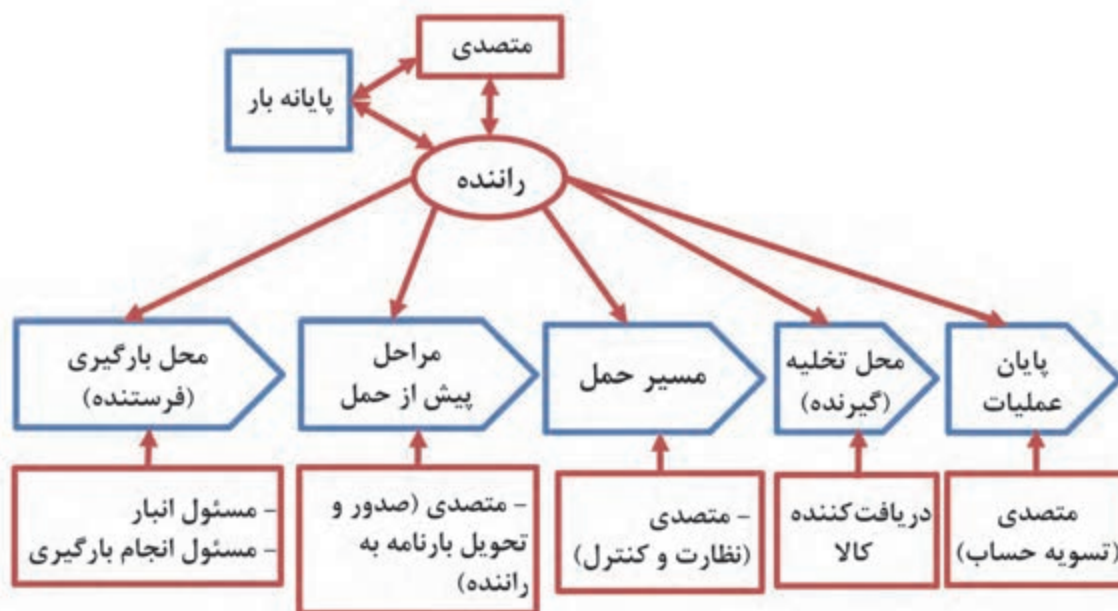 متصدی
پایانه بار
راننده
محل بارگیری
(فرستنده)
مراحل
پیش از حمل
مسیر حمل
محل تخلیه
(گیرنده)
پایان
عملیات
- مسئول انبار
- مسئول انجام بارگیری
- متصدی (صدور و
تحویل بارنامه به
راننده)
- متصدی
(نظارت و کنترل)
دریافت‌کننده
کالا
متصدی
(تسویه حساب)